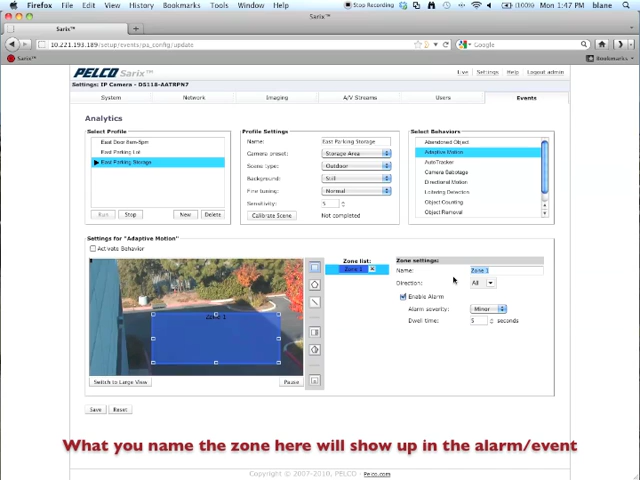 Firefox File Edit View History Bookmarks Tools Window Help Stop Recording (100%) Mon 1:47 PM blane
Sarix™
Sarix™
10.221.193.189/setup/events/ps_config/update
Google
Sarix™ Bookmarks
PELCO Sarix™ Live Settings Help Logout admin
Settings: IP Camera - DS118-AATRPN7
System Network Imaging A/V Streams Users Events
Analytics
Select Profile
East Door 8am-5pm
East Parking Lot
East Parking Storage
Run Stop New Delete
Profile Settings
Name: East Parking Storage
Camera preset: Storage Area
Scene type: Outdoor
Background: Still
Fine tuning: Normal
Sensitivity: 5
Calibrate Scene Not completed
Select Behaviors
Abandoned Object
Adaptive Motion
AutoTracker
Camera Sabotage
Directional Motion
Loitering Detection
Object Counting
Object Removal
Settings for "Adaptive Motion"
Activate Behavior
Zone 1
Switch to Large View Pause
Zone list:
Zone 1 x
Zone settings:
Name: Zone 1
Direction: All
Enable Alarm
Alarm severity: Minor
Dwell time: 5 seconds
Save Reset
What you name the zone here will show up in the alarm/event
Copyright © 2007-2010, PELCO • Pelco.com